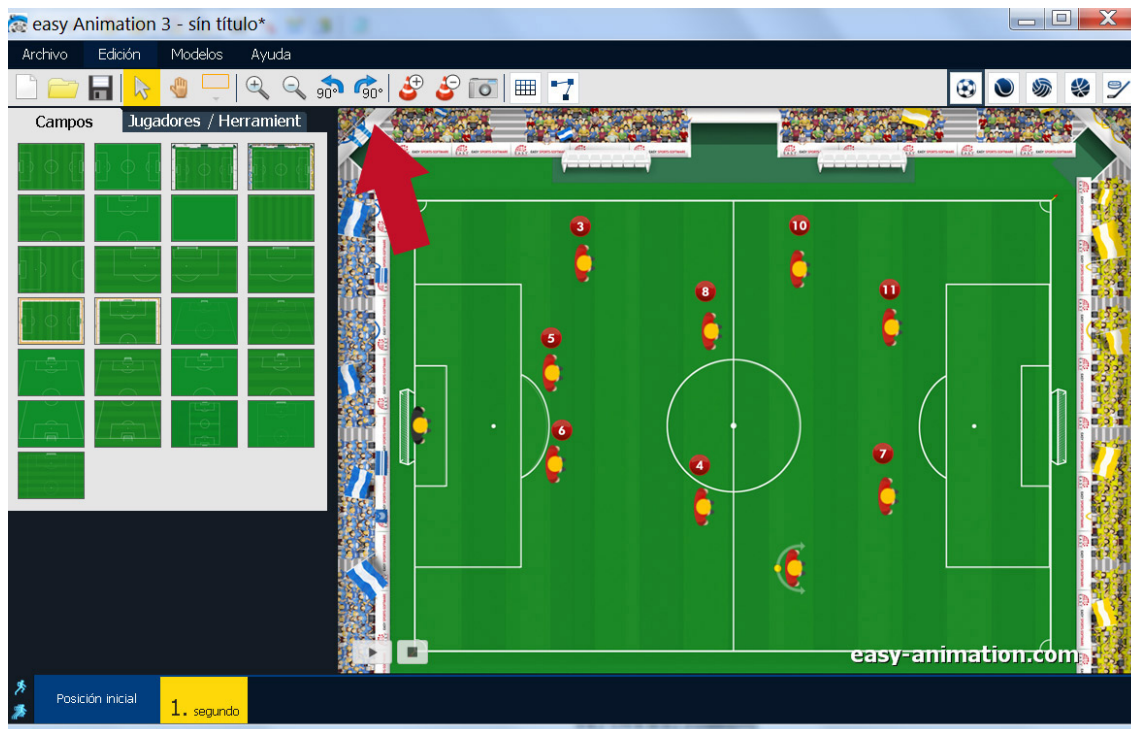 easy Animation 3 - sín título*
Archivo Edición Modelos Ayuda
90° 90°
Campos Jugadores / Herramient
3
10
8
11
5
6
7
4
easy-animation.com
Posición inicial
1. segundo